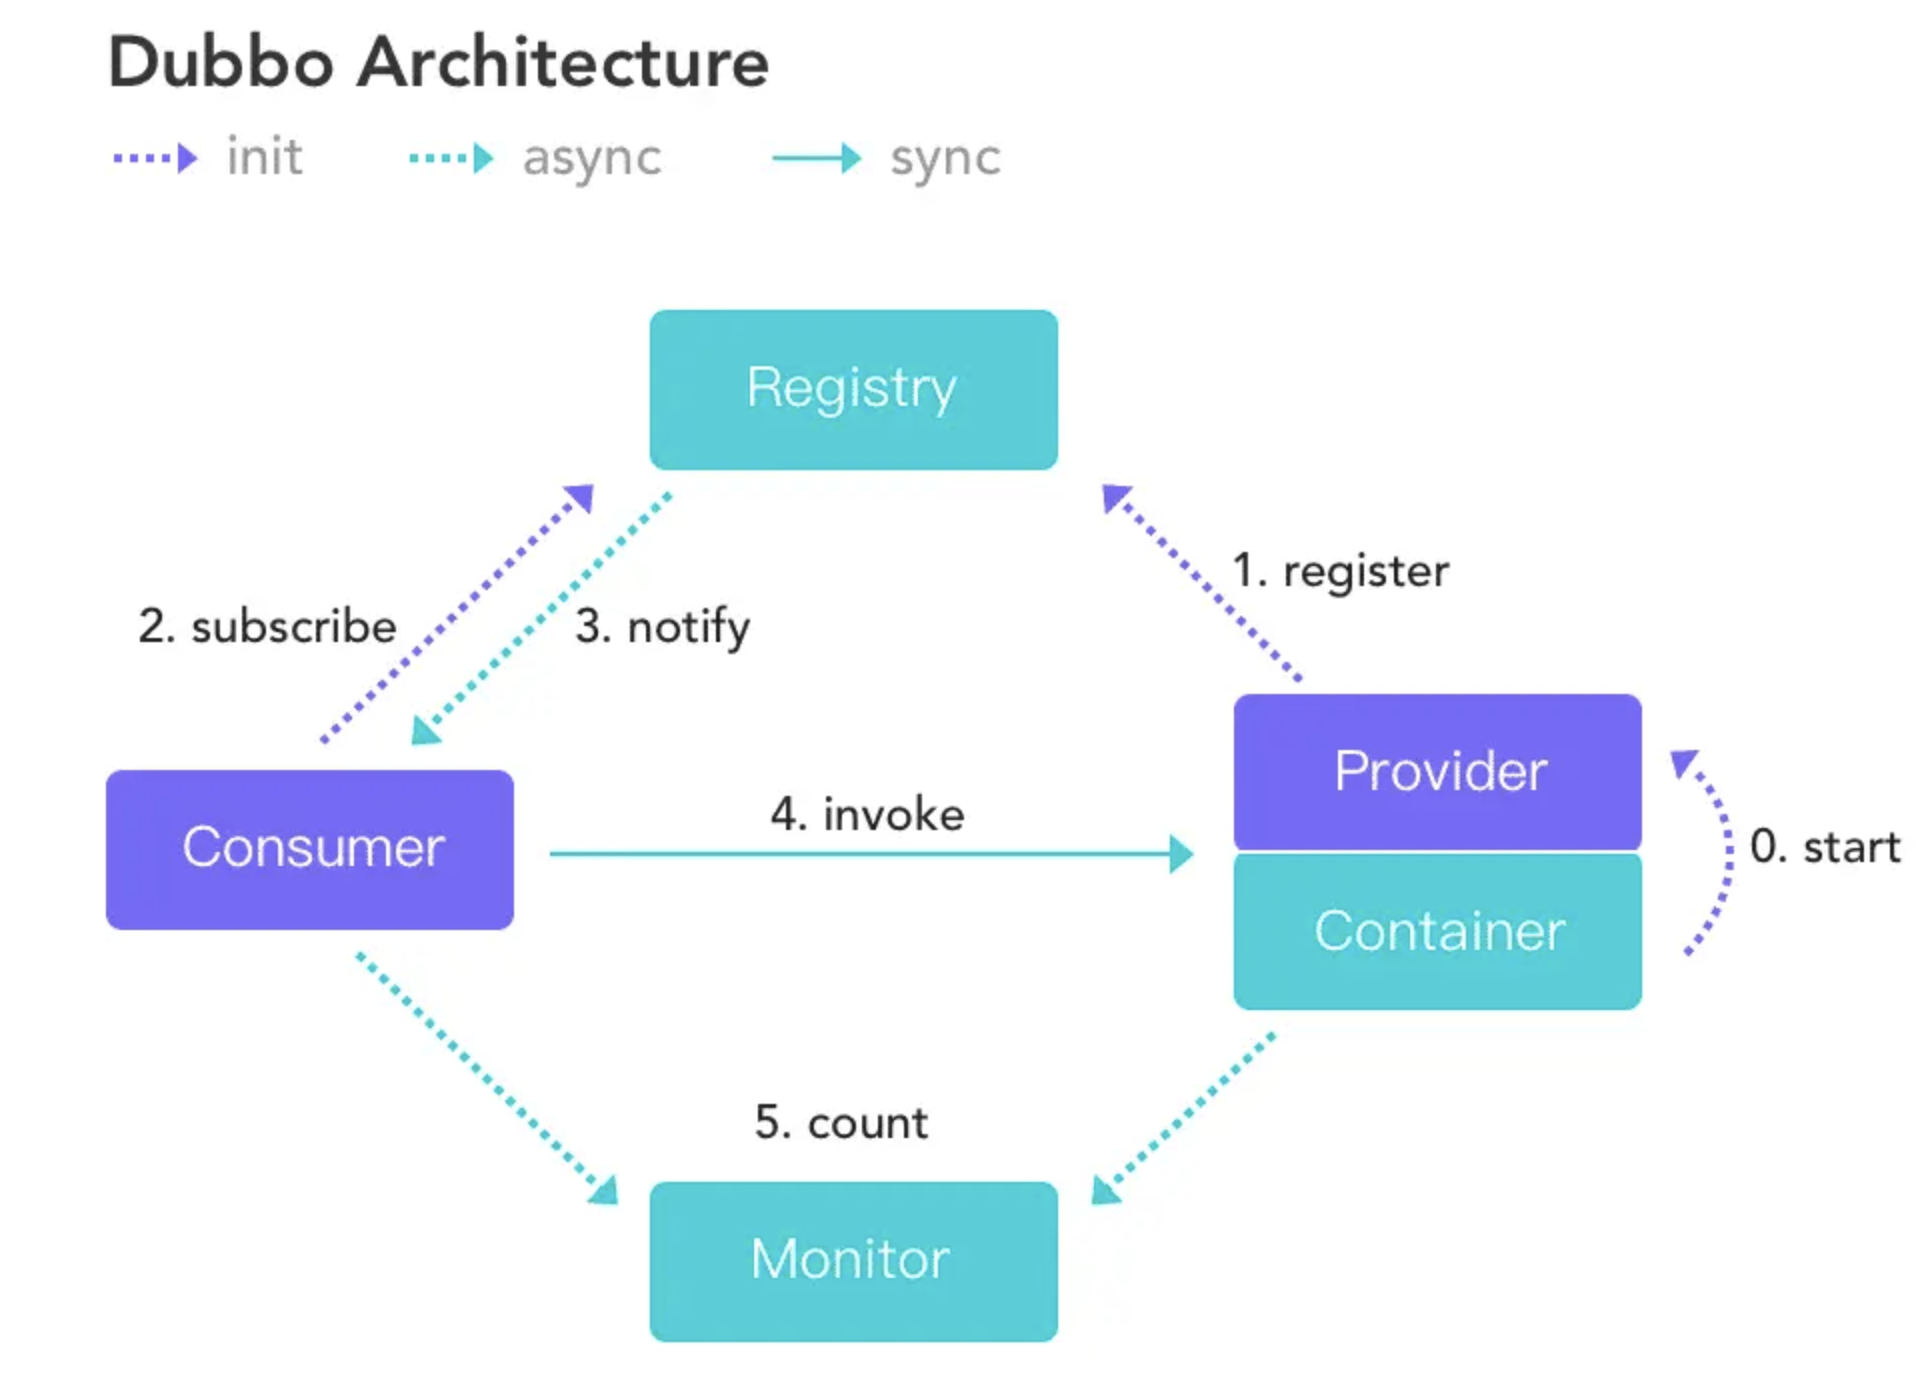 Dubbo Architecture
init async sync
Registry
1. register
2. subscribe
3. notify
Provider
4. invoke
Consumer
0. start
Container
5. count
Monitor